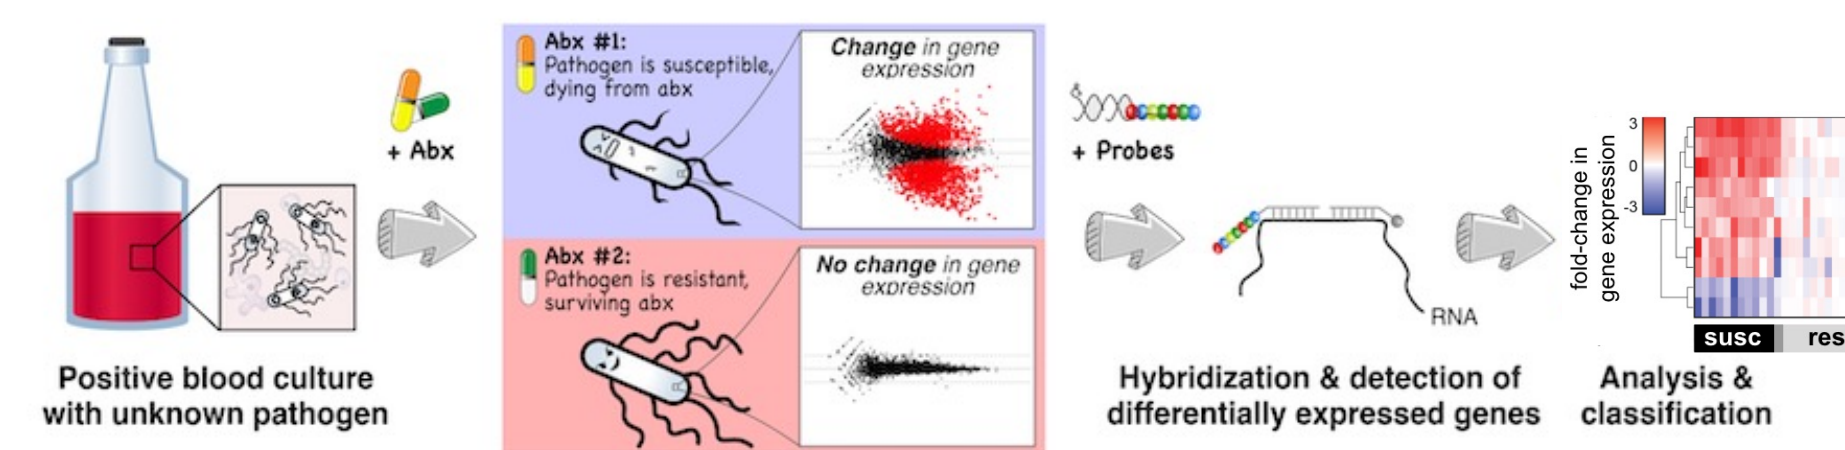 Positive blood culture
with unknown pathogen
+ Abx
Abx #1:
Pathogen is susceptible,
dying from abx
Change in gene
expression
Abx #2:
Pathogen is resistant,
surviving abx
No change in gene
expression
+ Probes
RNA
Hybridization & detection of
differentially expressed genes
fold-change in
gene expression
3
0
-3
susc
res
Analysis &
classification